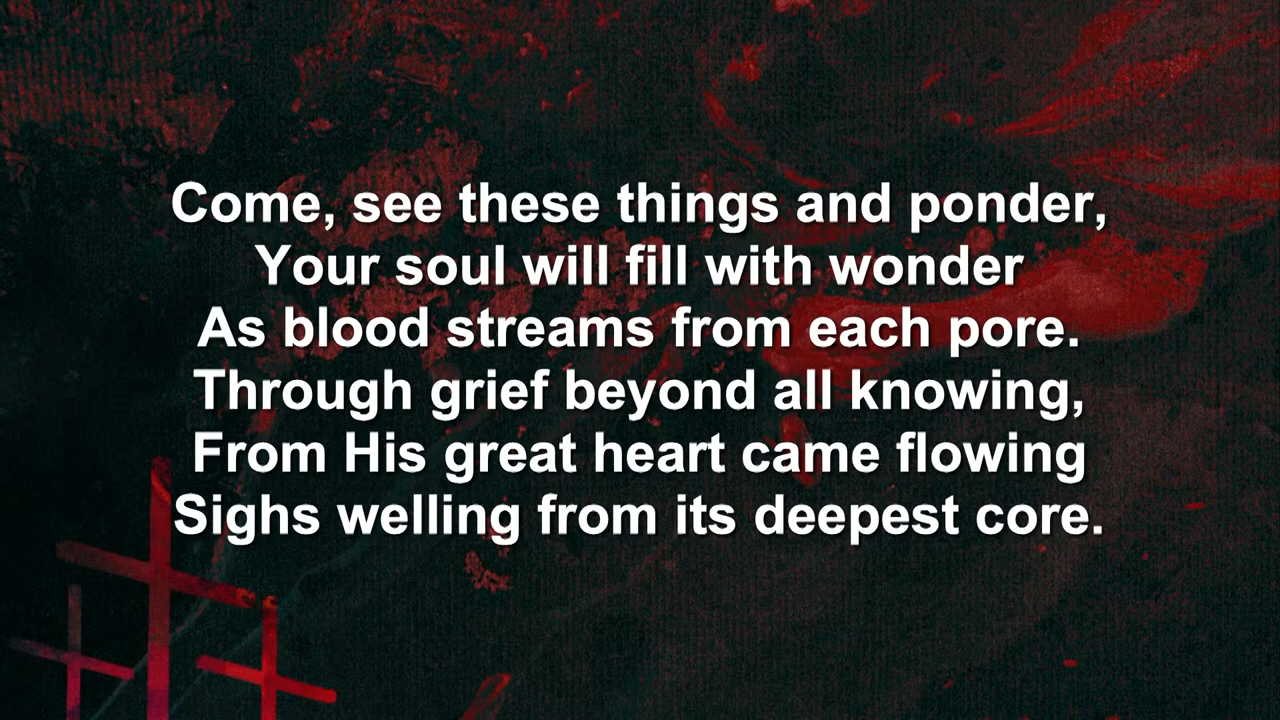 Come, see these things and ponder,
Your soul will fill with wonder
As blood streams from each pore.
Through grief beyond all knowing,
From His great heart came flowing
Sighs welling from its deepest core.